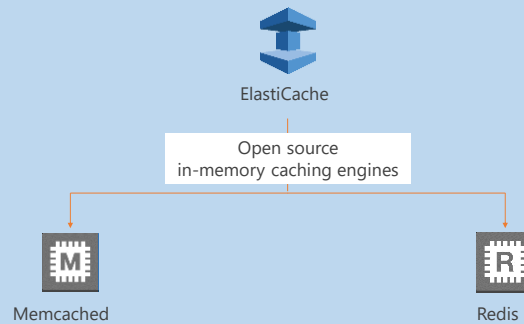 ElastiCache
Open source
in-memory caching engines
M
R
Memcached
Redis